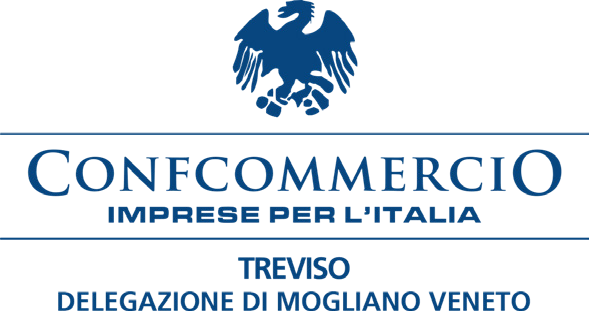 CONFCOMMERCIO
IMPRESE PER L'ITALIA
TREVISO
DELEGAZIONE DI MOGLIANO VENETO